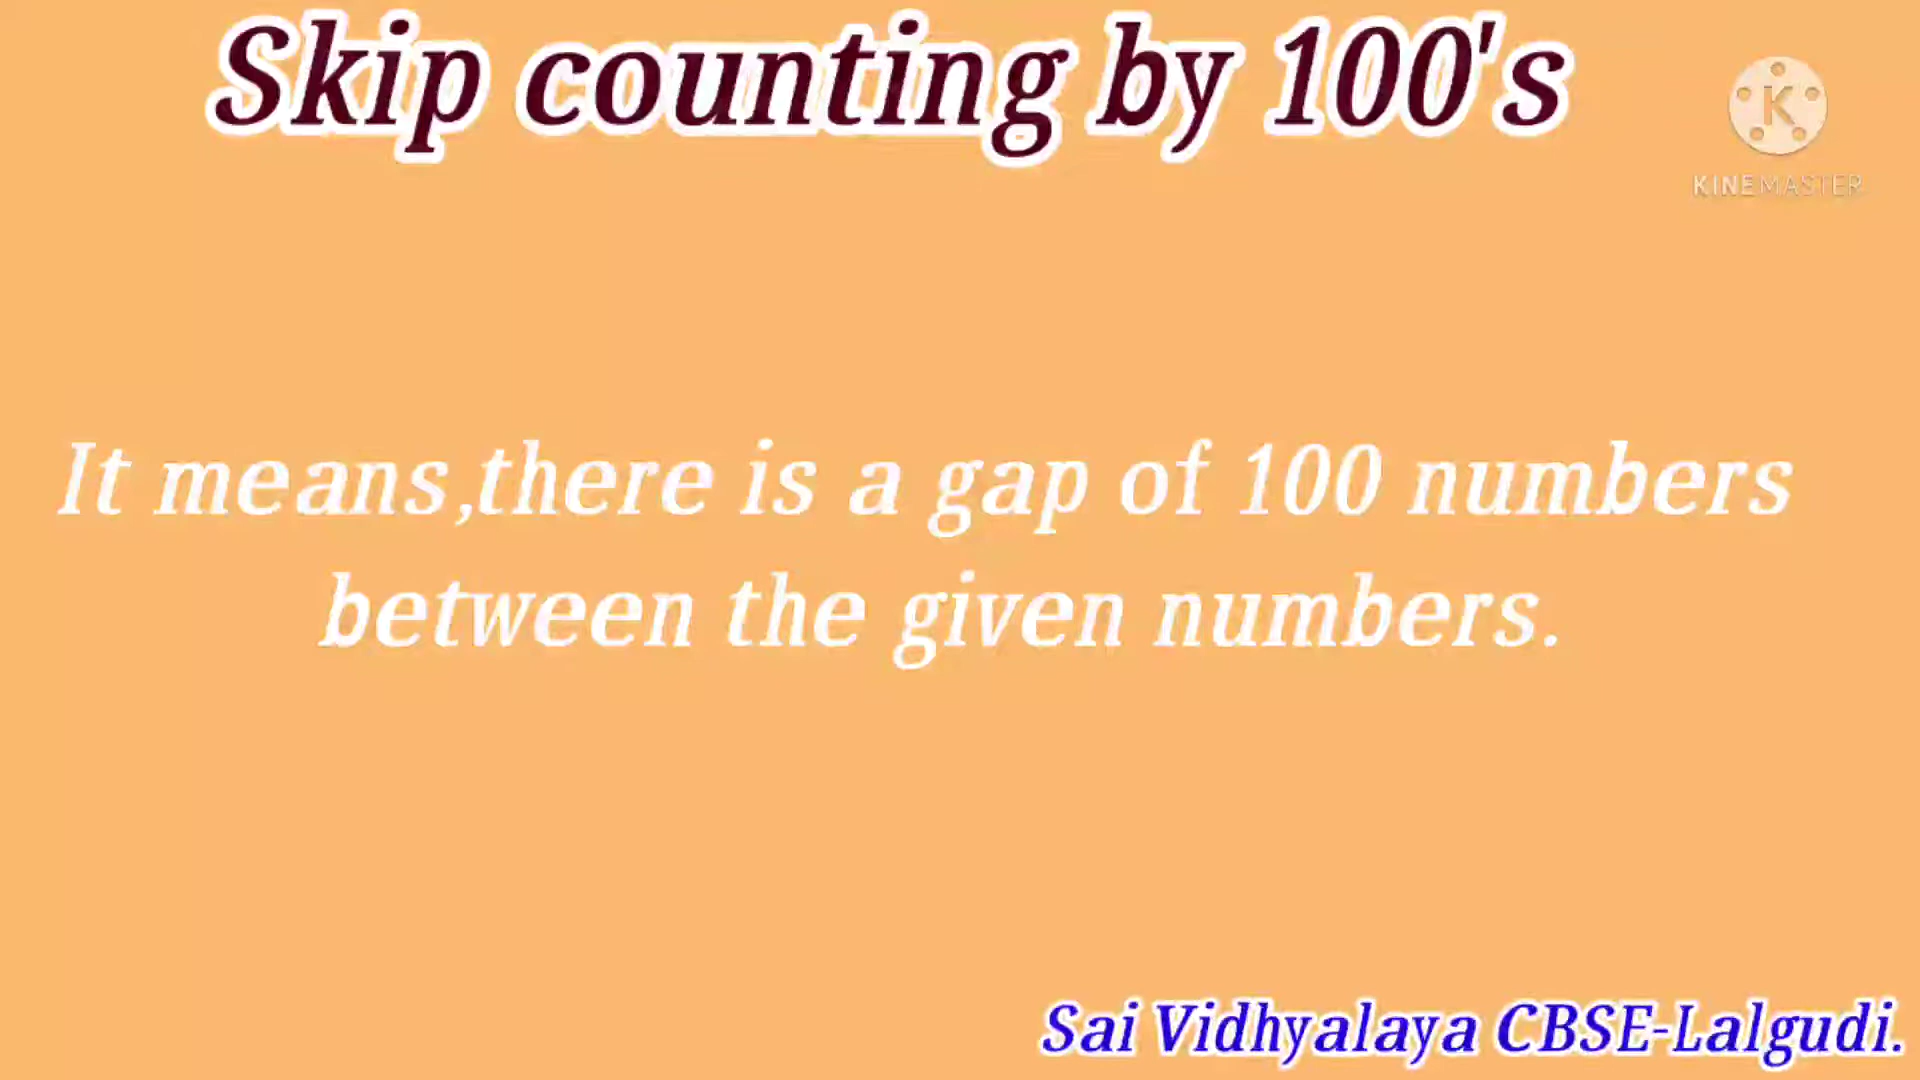 Skip counting by 100's
KINEMASTER
It means,there is a gap of 100 numbers
between the given numbers.
Sai Vidhyalaya CBSE-Lalgudi.